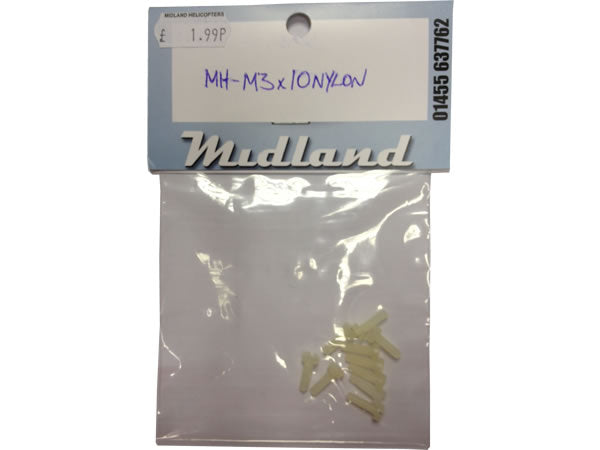 MIDLAND HELICOPTERS
£ 1.99P
MH-M3x10NYLON
01455 637762
Midland